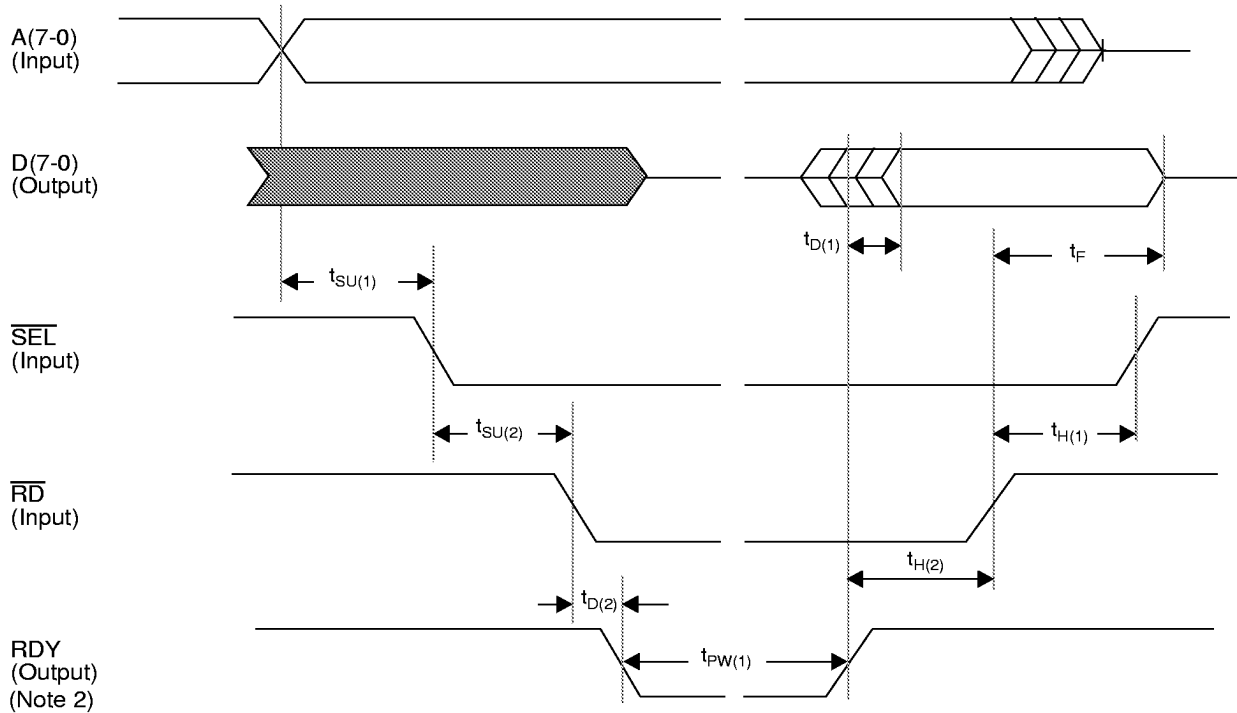 A(7-0)
(Input)
D(7-0)
(Output)
tD(1)
tF
tSU(1)
SEL
(Input)
tSU(2)
tH(1)
RD
(Input)
tH(2)
tD(2)
RDY
(Output)
(Note 2)
tPW(1)